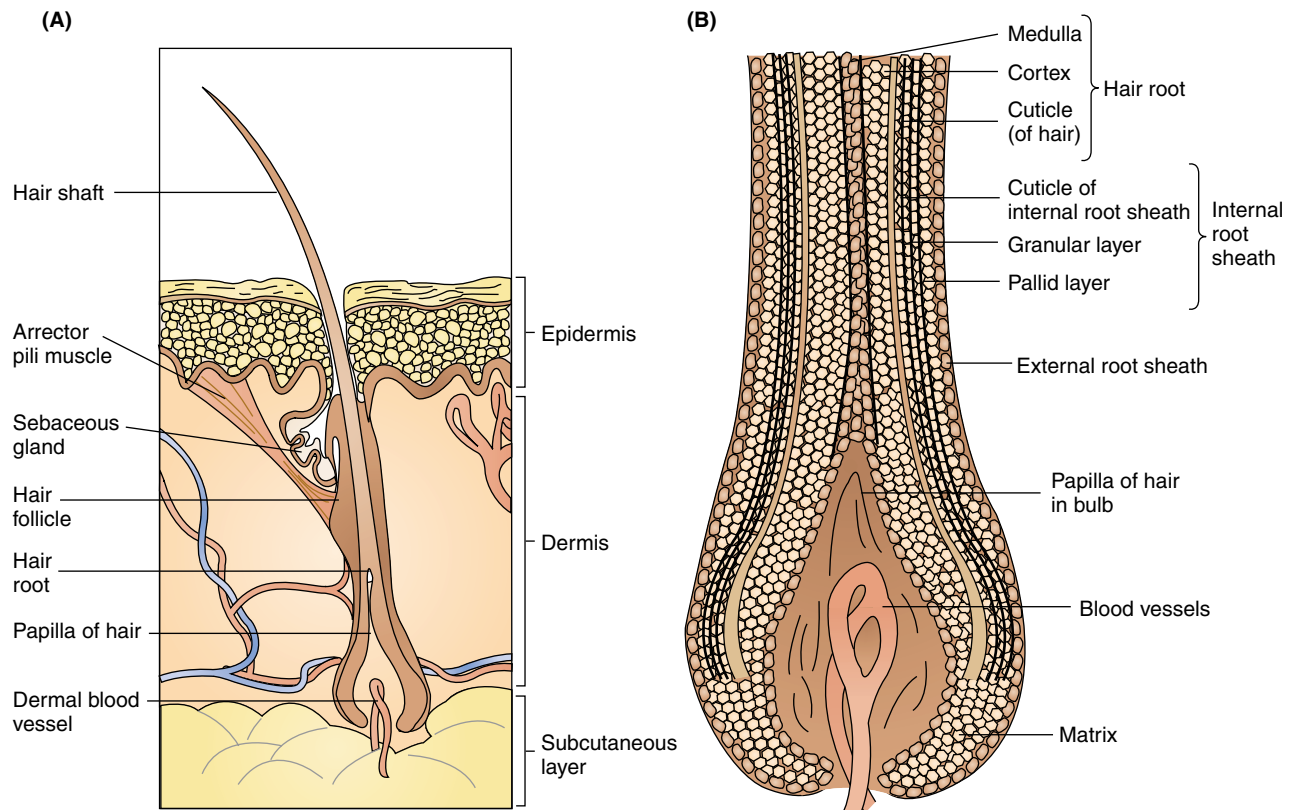 (A)
Hair shaft
Arrector
pili muscle
Sebaceous
gland
Hair
follicle
Hair
root
Papilla of hair
Dermal blood
vessel
Epidermis
Dermis
Subcutaneous
layer
(B)
Medulla
Cortex
Cuticle
(of hair)
Hair root
Cuticle of
internal root sheath
Granular layer
Pallid layer
Internal
root
sheath
External root sheath
Papilla of hair
in bulb
Blood vessels
Matrix